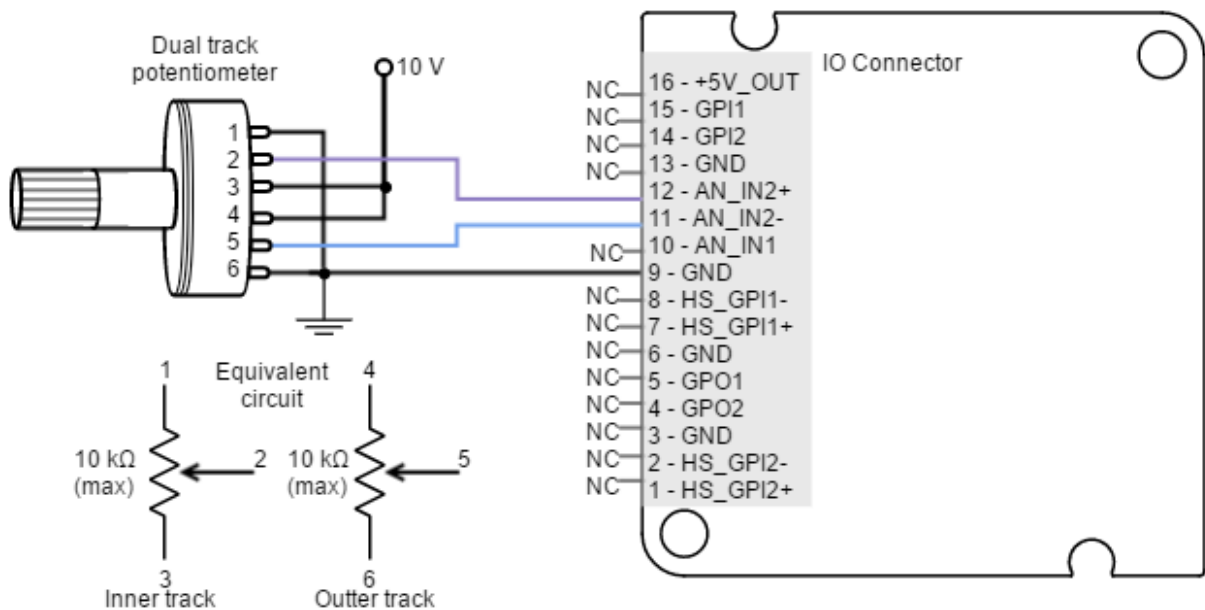 Dual track
potentiometer
10 V
1
2
3
4
5
6
IO Connector
NC
16 - +5V_OUT
NC
15 - GPI1
NC
14 - GPI2
NC
13 - GND
12 - AN_IN2+
11 - AN_IN2-
NC
10 - AN_IN1
9 - GND
NC
8 - HS_GPI1-
NC
7 - HS_GPI1+
NC
6 - GND
NC
5 - GPO1
NC
4 - GPO2
NC
3 - GND
NC
2 - HS_GPI2-
NC
1 - HS_GPI2+
Equivalent
circuit
1
10 kΩ
(max)
2
3
Inner track
4
10 kΩ
(max)
5
6
Outter track